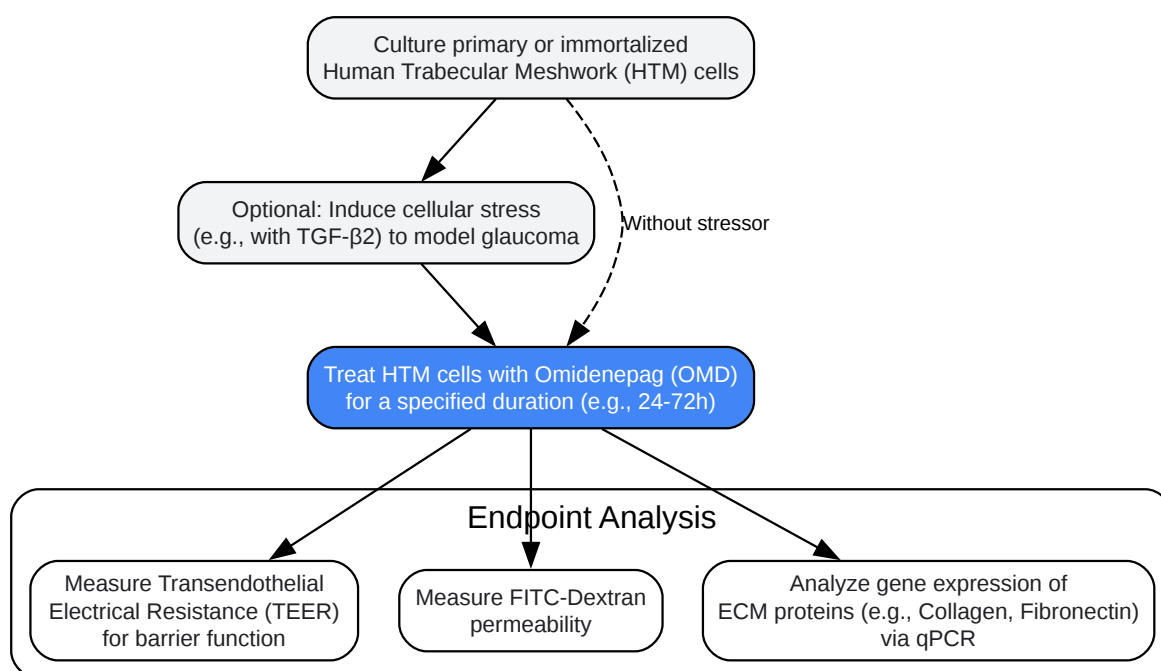 Culture primary or immortalized
Human Trabecular Meshwork (HTM) cells
Optional: Induce cellular stress
(e.g., with TGF-β2) to model glaucoma
Without stressor
Treat HTM cells with Omidenepag (OMD)
for a specified duration (e.g., 24-72h)
Endpoint Analysis
Measure Transendothelial
Electrical Resistance (TEER)
for barrier function
Measure FITC-Dextran
permeability
Analyze gene expression of
ECM proteins (e.g., Collagen, Fibronectin)
via qPCR